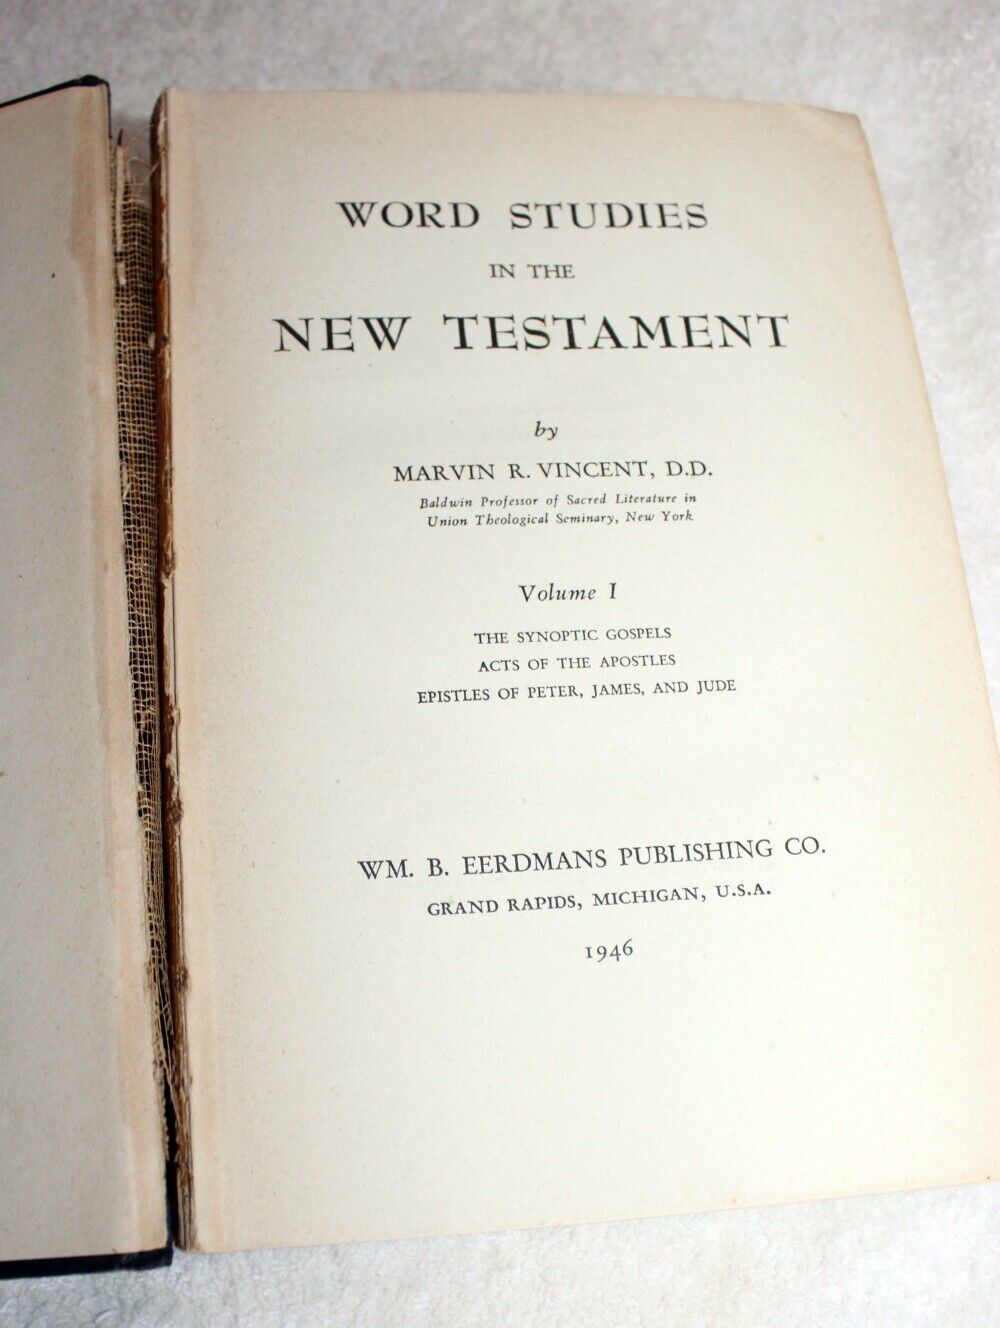 WORD STUDIES
IN THE
NEW TESTAMENT
by
MARVIN R. VINCENT, D.D.
Baldwin Professor of Sacred Literature in
Union Theological Seminary, New York
Volume I
THE SYNOPTIC GOSPELS
ACTS OF THE APOSTLES
EPISTLES OF PETER, JAMES, AND JUDE
WM. B. EERDMANS PUBLISHING CO.
GRAND RAPIDS, MICHIGAN, U.S.A.
1946